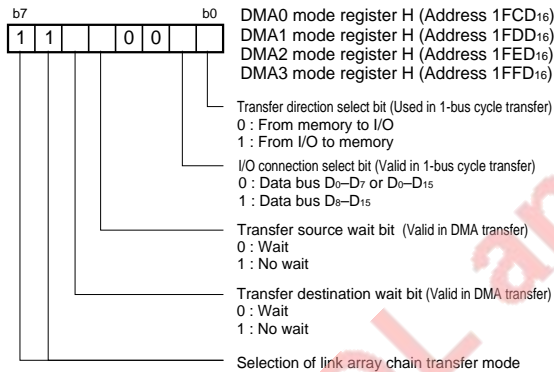 b7 b0
1 1 0 0
DMA0 mode register H (Address 1FCD16)
DMA1 mode register H (Address 1FDD16)
DMA2 mode register H (Address 1FED16)
DMA3 mode register H (Address 1FFD16)
Transfer direction select bit (Used in 1-bus cycle transfer)
0 : From memory to I/O
1 : From I/O to memory
I/O connection select bit (Valid in 1-bus cycle transfer)
0 : Data bus D0–D7 or D0–D15
1 : Data bus D8–D15
Transfer source wait bit (Valid in DMA transfer)
0 : Wait
1 : No wait
Transfer destination wait bit (Valid in DMA transfer)
0 : Wait
1 : No wait
Selection of link array chain transfer mode